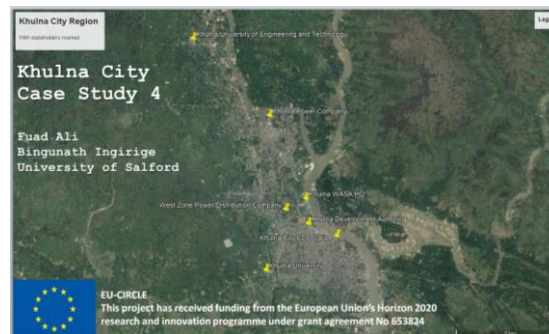 Khulna City Region
With stakeholders marked
Leg
Khulna University of Engineering and Technology
Khulna City
Case Study 4
Khulna Power Company
Fuad Ali
Bingunath Ingirige
University of Salford
Khulna WASA HQ
West Zone Power Distribution Company
Khulna Development Authority
Khulna City Corporation
Khulna University
EU-CIRCLE
This project has received funding from the European Union's Horizon 2020
research and innovation programme under grant agreement No 653824